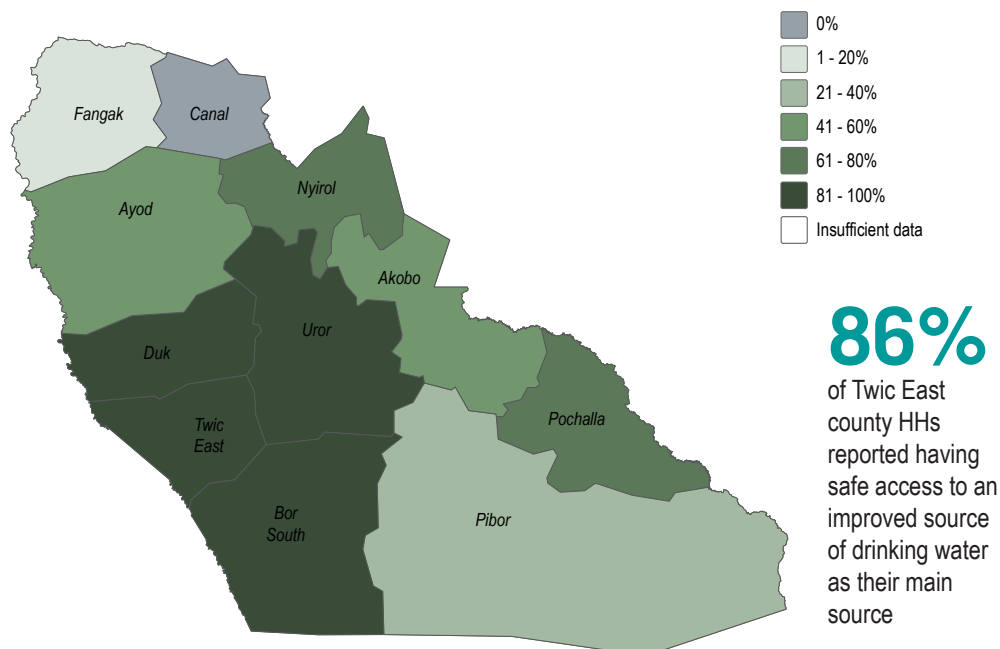 0%
1 - 20%
21 - 40%
41 - 60%
61 - 80%
81 - 100%
Insufficient data
Fangak
Canal
Nyirol
Ayod
Akobo
Uror
Duk
Twic
East
Pochalla
Bor
South
Pibor
86%
of Twic East
county HHs
reported having
safe access to an
improved source
of drinking water
as their main
source